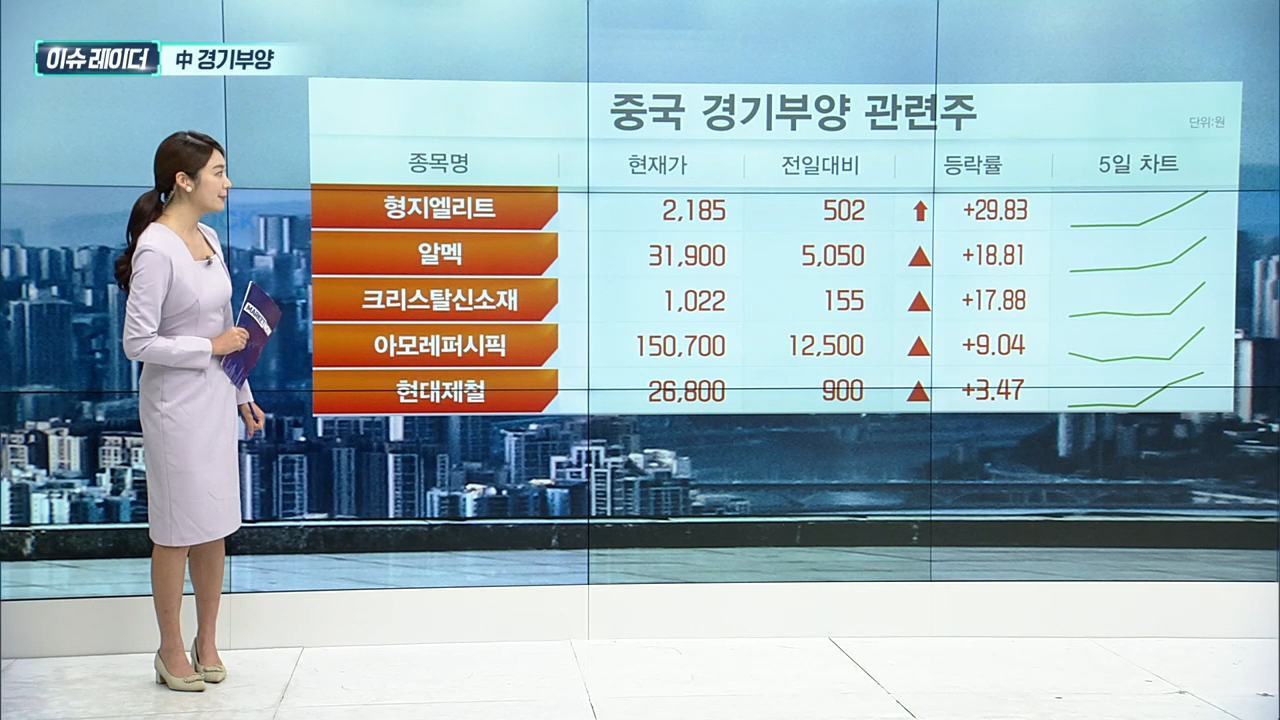 이슈 레이더 中 경기부양
중국 경기부양 관련주
단위:원
종목명 현재가 전일대비 등락률 5일 차트
형지엘리트 2,185 502 ⬆ +29.83
알멕 31,900 5,050 ▲ +18.81
크리스탈신소재 1,022 155 ▲ +17.88
아모레퍼시픽 150,700 12,500 ▲ +9.04
현대제철 26,800 900 ▲ +3.47